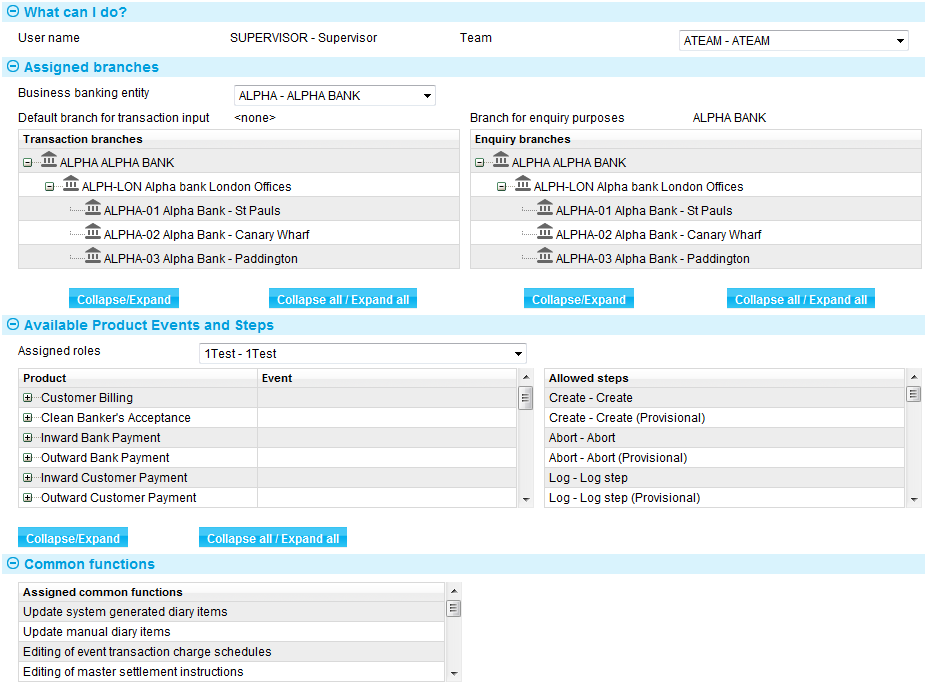 What can I do?
User name SUPERVISOR - Supervisor Team ATEAM - ATEAM
Assigned branches
Business banking entity ALPHA - ALPHA BANK
Default branch for transaction input <none> Branch for enquiry purposes ALPHA BANK
Transaction branches Enquiry branches
ALPHA ALPHA BANK ALPHA ALPHA BANK
ALPH-LON Alpha bank London Offices ALPH-LON Alpha bank London Offices
ALPHA-01 Alpha Bank - St Pauls ALPHA-01 Alpha Bank - St Pauls
ALPHA-02 Alpha Bank - Canary Wharf ALPHA-02 Alpha Bank - Canary Wharf
ALPHA-03 Alpha Bank - Paddington ALPHA-03 Alpha Bank - Paddington
Collapse/Expand Collapse all / Expand all Collapse/Expand Collapse all / Expand all
Available Product Events and Steps
Assigned roles 1Test - 1Test
Product Event Allowed steps
Customer Billing Create - Create
Clean Banker's Acceptance Create - Create (Provisional)
Inward Bank Payment Abort - Abort
Outward Bank Payment Abort - Abort (Provisional)
Inward Customer Payment Log - Log step
Outward Customer Payment Log - Log step (Provisional)
Collapse/Expand Collapse all / Expand all
Common functions
Assigned common functions
Update system generated diary items
Update manual diary items
Editing of event transaction charge schedules
Editing of master settlement instructions